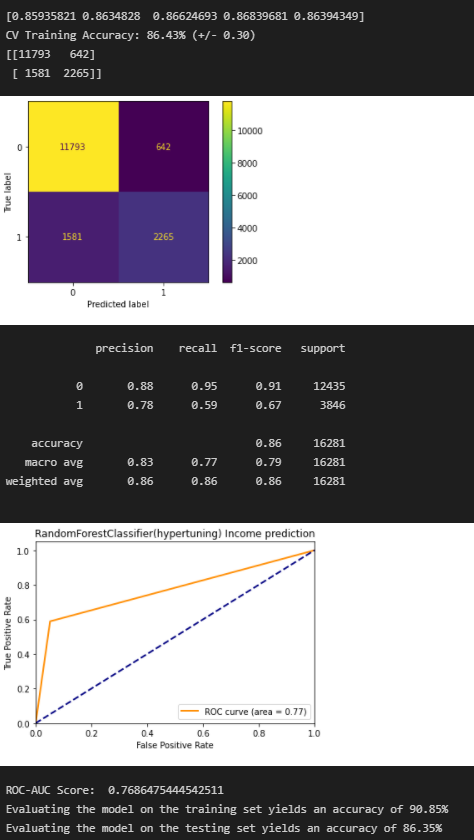 [0.85935821 0.8634828  0.86624693 0.86839681 0.86394349]
CV Training Accuracy: 86.43% (+/- 0.30)
[[11793   642]
 [ 1581  2265]]
11793 642
1581 2265
0
1
True label
0 1
Predicted label
10000
8000
6000
4000
2000
precision recall f1-score support
0 0.88 0.95 0.91 12435
1 0.78 0.59 0.67 3846
accuracy 0.86 16281
macro avg 0.83 0.77 0.79 16281
weighted avg 0.86 0.86 0.86 16281
RandomForestClassifier(hypertuning) Income prediction
1.0
0.8
0.6
0.4
0.2
0.0
True Positive Rate
ROC curve (area = 0.77)
0.0 0.2 0.4 0.6 0.8 1.0
False Positive Rate
ROC-AUC Score:  0.7686475444542511
Evaluating the model on the training set yields an accuracy of 90.85%
Evaluating the model on the testing set yields an accuracy of 86.35%